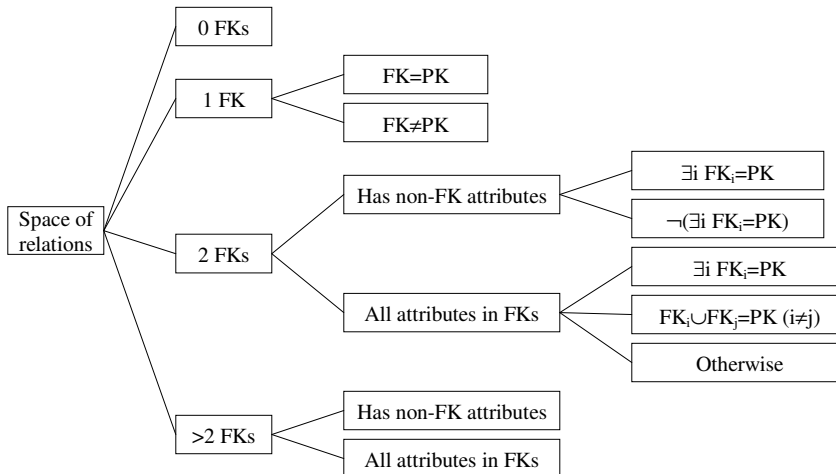 0 FKs
1 FK
FK=PK
FK≠PK
Space of
relations
2 FKs
Has non-FK attributes
∃i FKᵢ=PK
¬(∃i FKᵢ=PK)
All attributes in FKs
∃i FKᵢ=PK
FKᵢ∪FKⱼ=PK (i≠j)
Otherwise
>2 FKs
Has non-FK attributes
All attributes in FKs